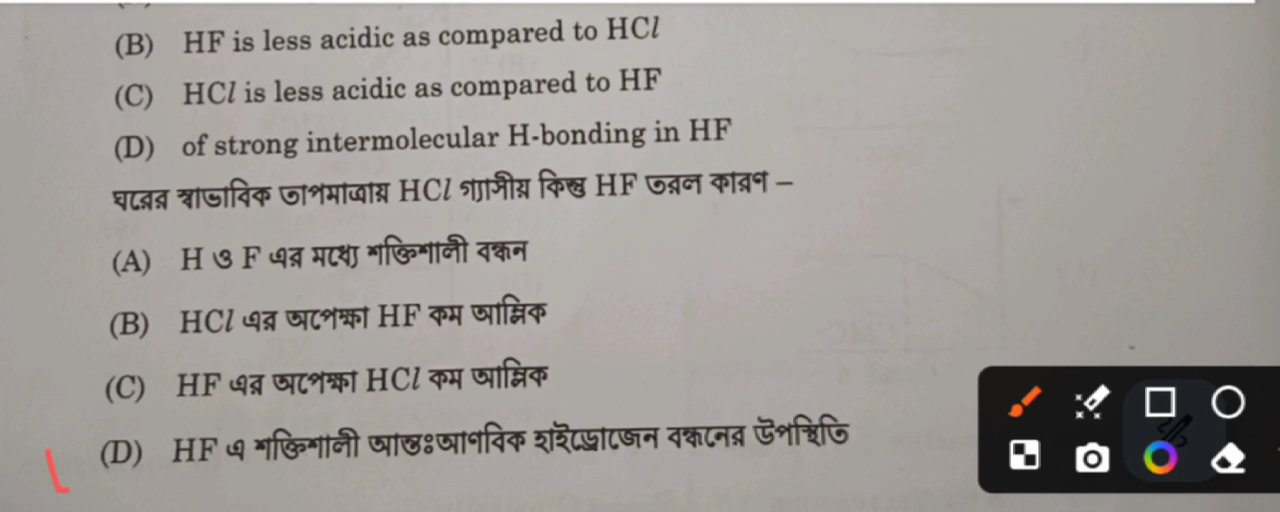 (B) HF is less acidic as compared to HCl
(C) HCl is less acidic as compared to HF
(D) of strong intermolecular H-bonding in HF
ঘরের স্বাভাবিক তাপমাত্রায় HCl গ্যাসীয় কিন্তু HF তরল কারণ –
(A) H ও F এর মধ্যে শক্তিশালী বন্ধন
(B) HCl এর অপেক্ষা HF কম আম্লিক
(C) HF এর অপেক্ষা HCl কম আম্লিক
(D) HF এ শক্তিশালী আন্তঃআণবিক হাইড্রোজেন বন্ধনের উপস্থিতি